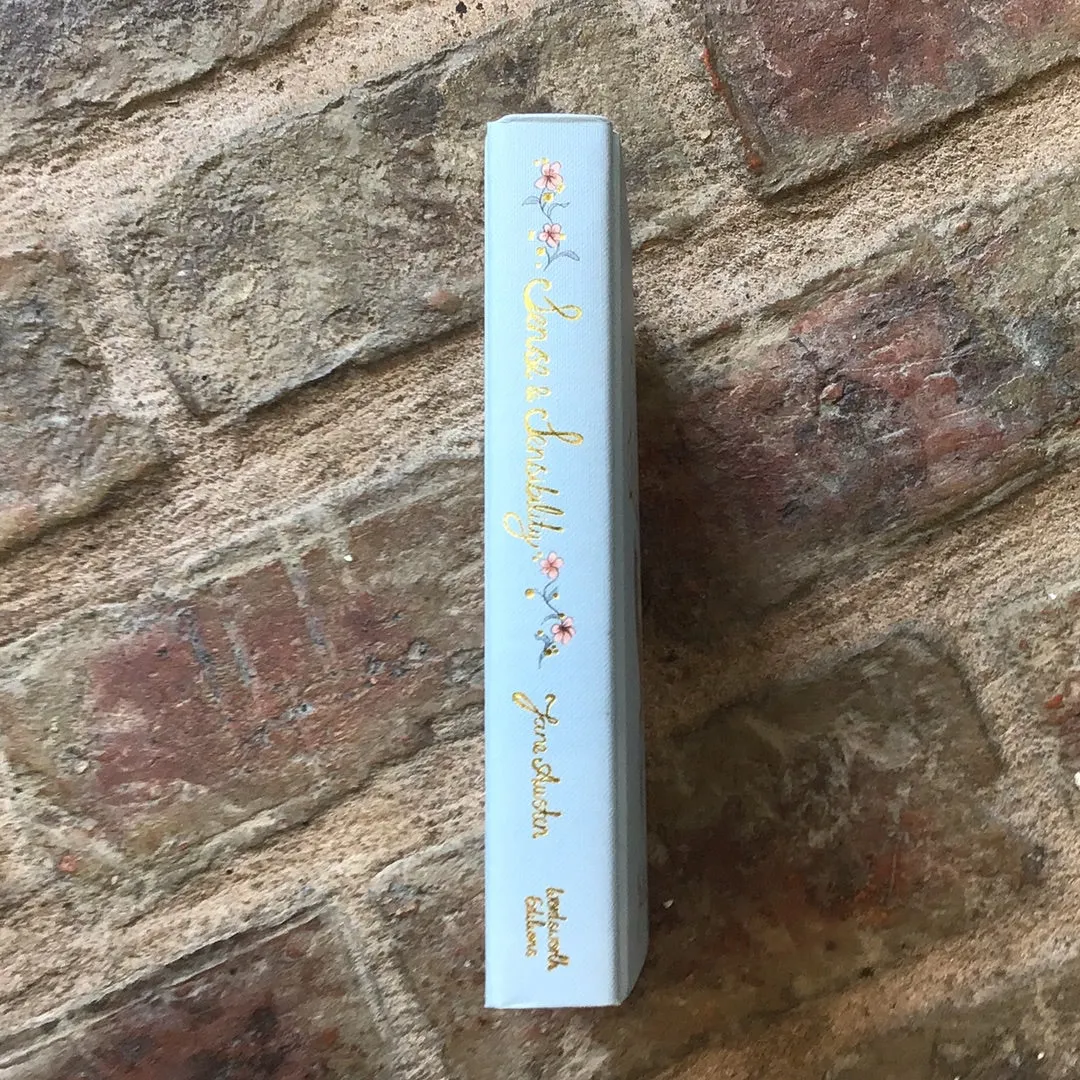 Sense & Sensibility
Jane Austen
Wordsworth
Editions